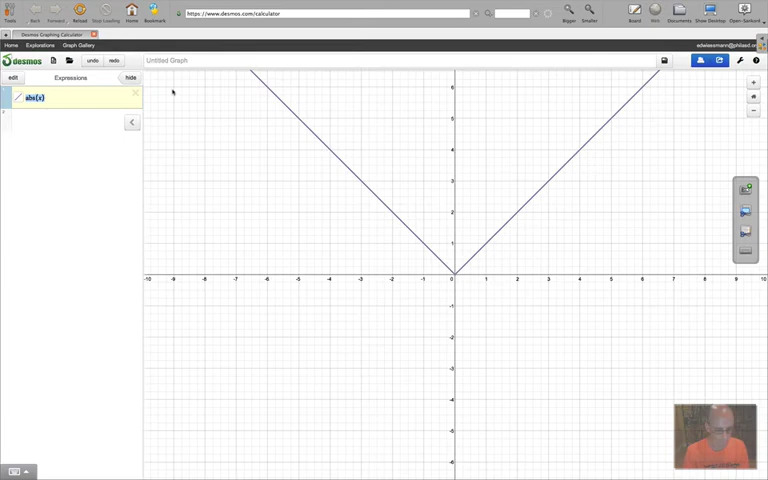 https://www.desmos.com/calculator
Tools Back Forward Reload Stop Loading Home Bookmark Bigger Smaller Board Web Documents Show Desktop Open-Sankoré
Desmos Graphing Calculator
Home Explorations Graph Gallery
desmos undo redo Untitled Graph
edit Expressions hide
abs(x)
6
5
4
3
2
1
-10 -9 -8 -7 -6 -5 -4 -3 -2 -1 0 1 2 3 4 5 6 7 8 9 10
-1
-2
-3
-4
-5
-6